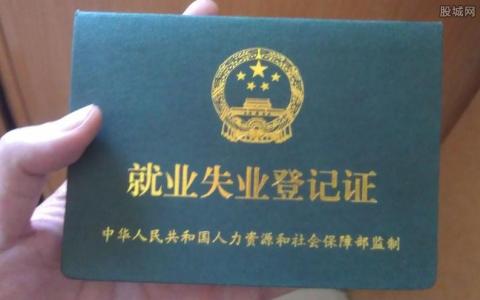 股城网
就业失业登记证
中华人民共和国人力资源和社会保障部监制